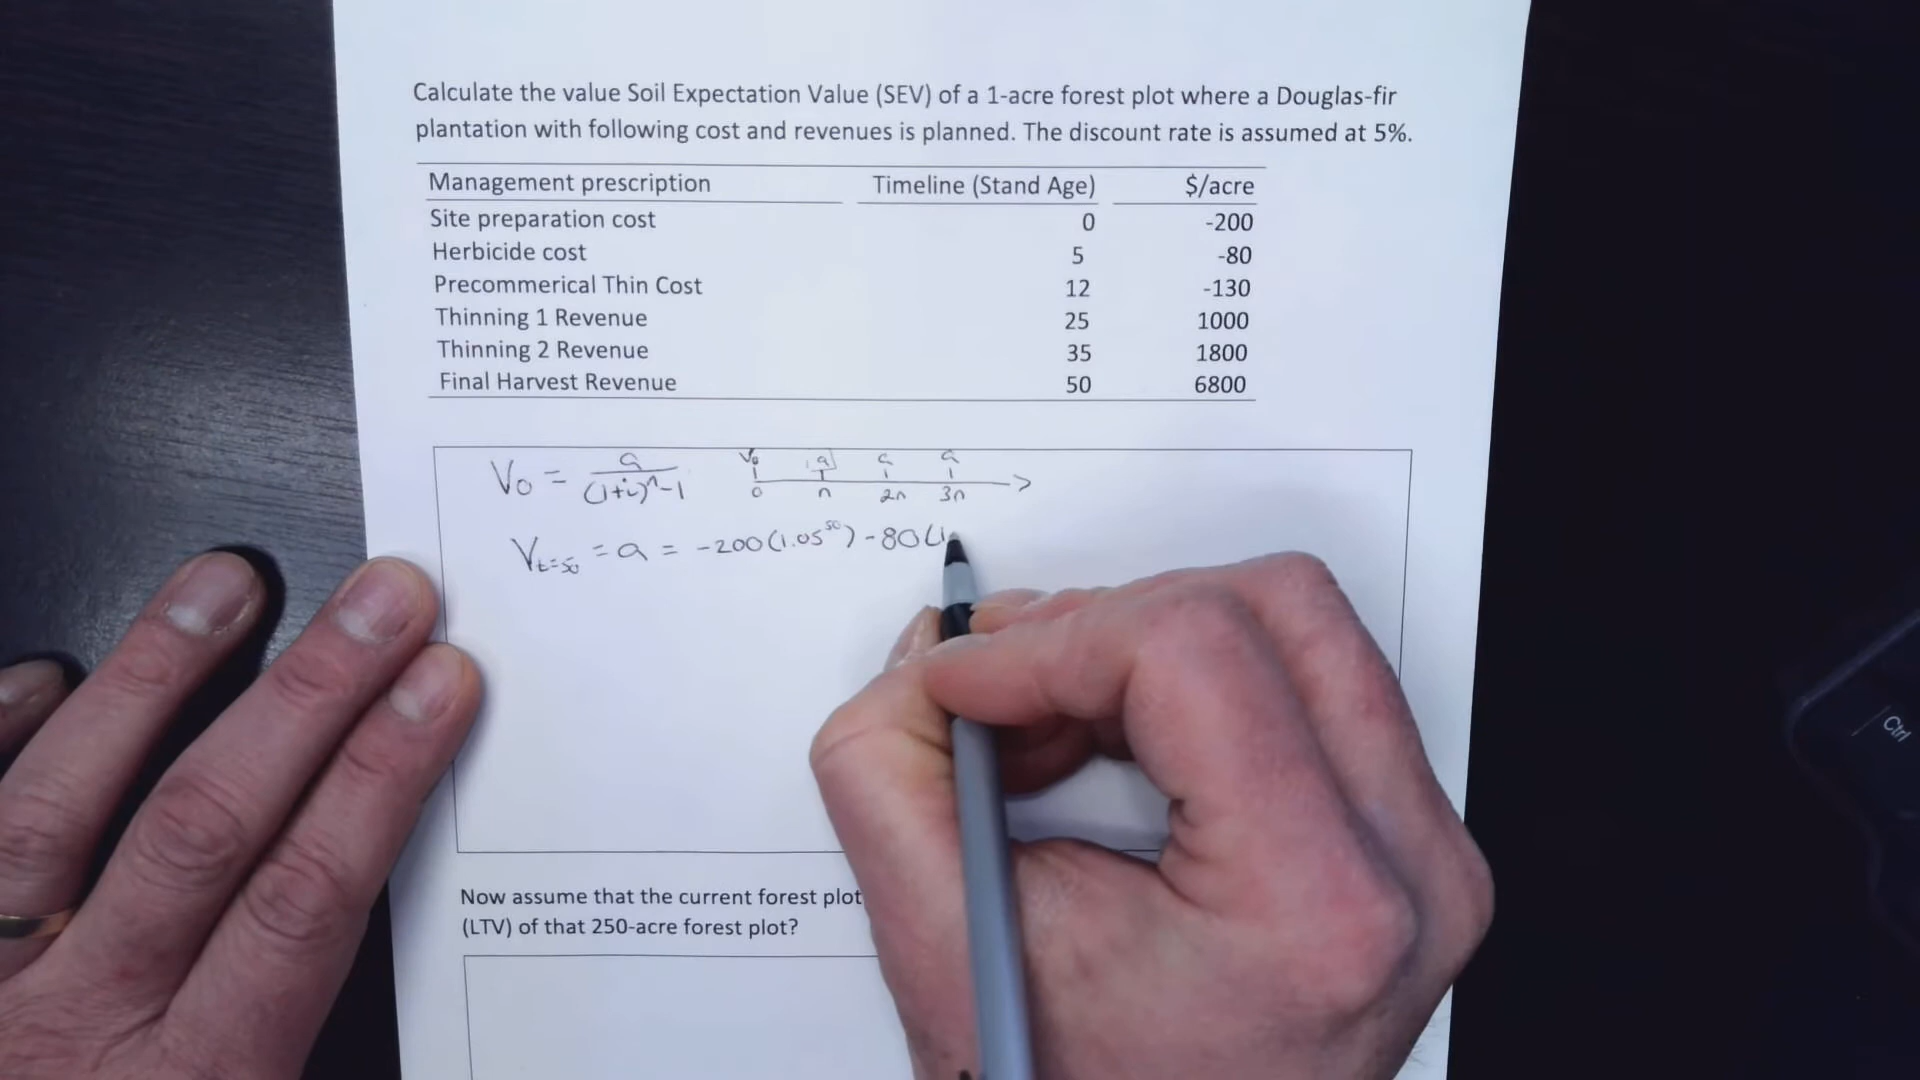 Calculate the value Soil Expectation Value (SEV) of a 1-acre forest plot where a Douglas-fir
plantation with following cost and revenues is planned. The discount rate is assumed at 5%.
Management prescription Timeline (Stand Age) $/acre
Site preparation cost 0 -200
Herbicide cost 5 -80
Precommerical Thin Cost 12 -130
Thinning 1 Revenue 25 1000
Thinning 2 Revenue 35 1800
Final Harvest Revenue 50 6800
V₀ = a / (1+i)ⁿ-1
V₀ a a a
0 n 2n 3n
V t=50 = a = -200(1.05⁵⁰) -80(1
Now assume that the current forest plot
(LTV) of that 250-acre forest plot?
Ctrl